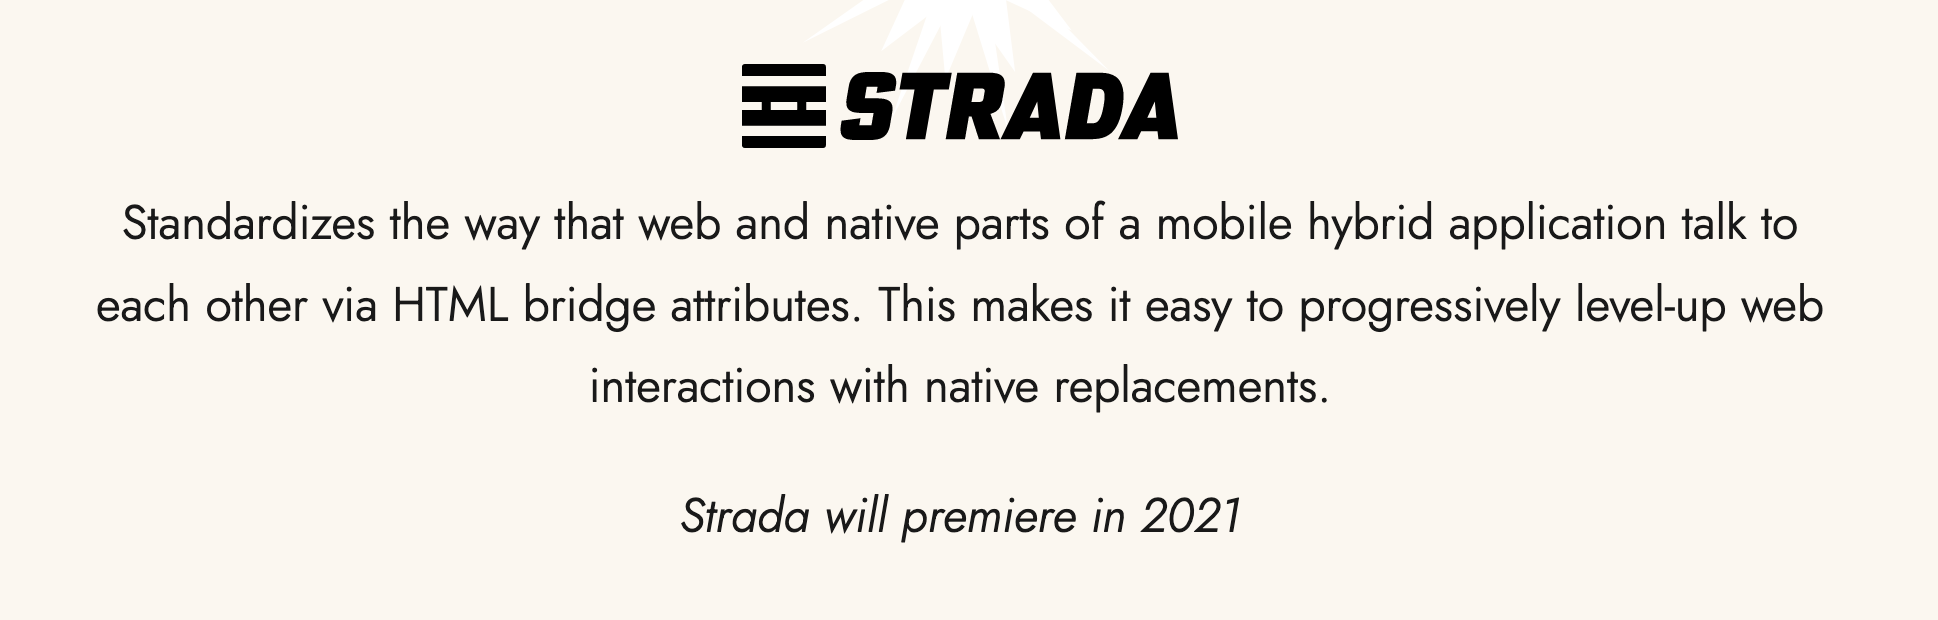 STRADA
Standardizes the way that web and native parts of a mobile hybrid application talk to
each other via HTML bridge attributes. This makes it easy to progressively level-up web
interactions with native replacements.
Strada will premiere in 2021